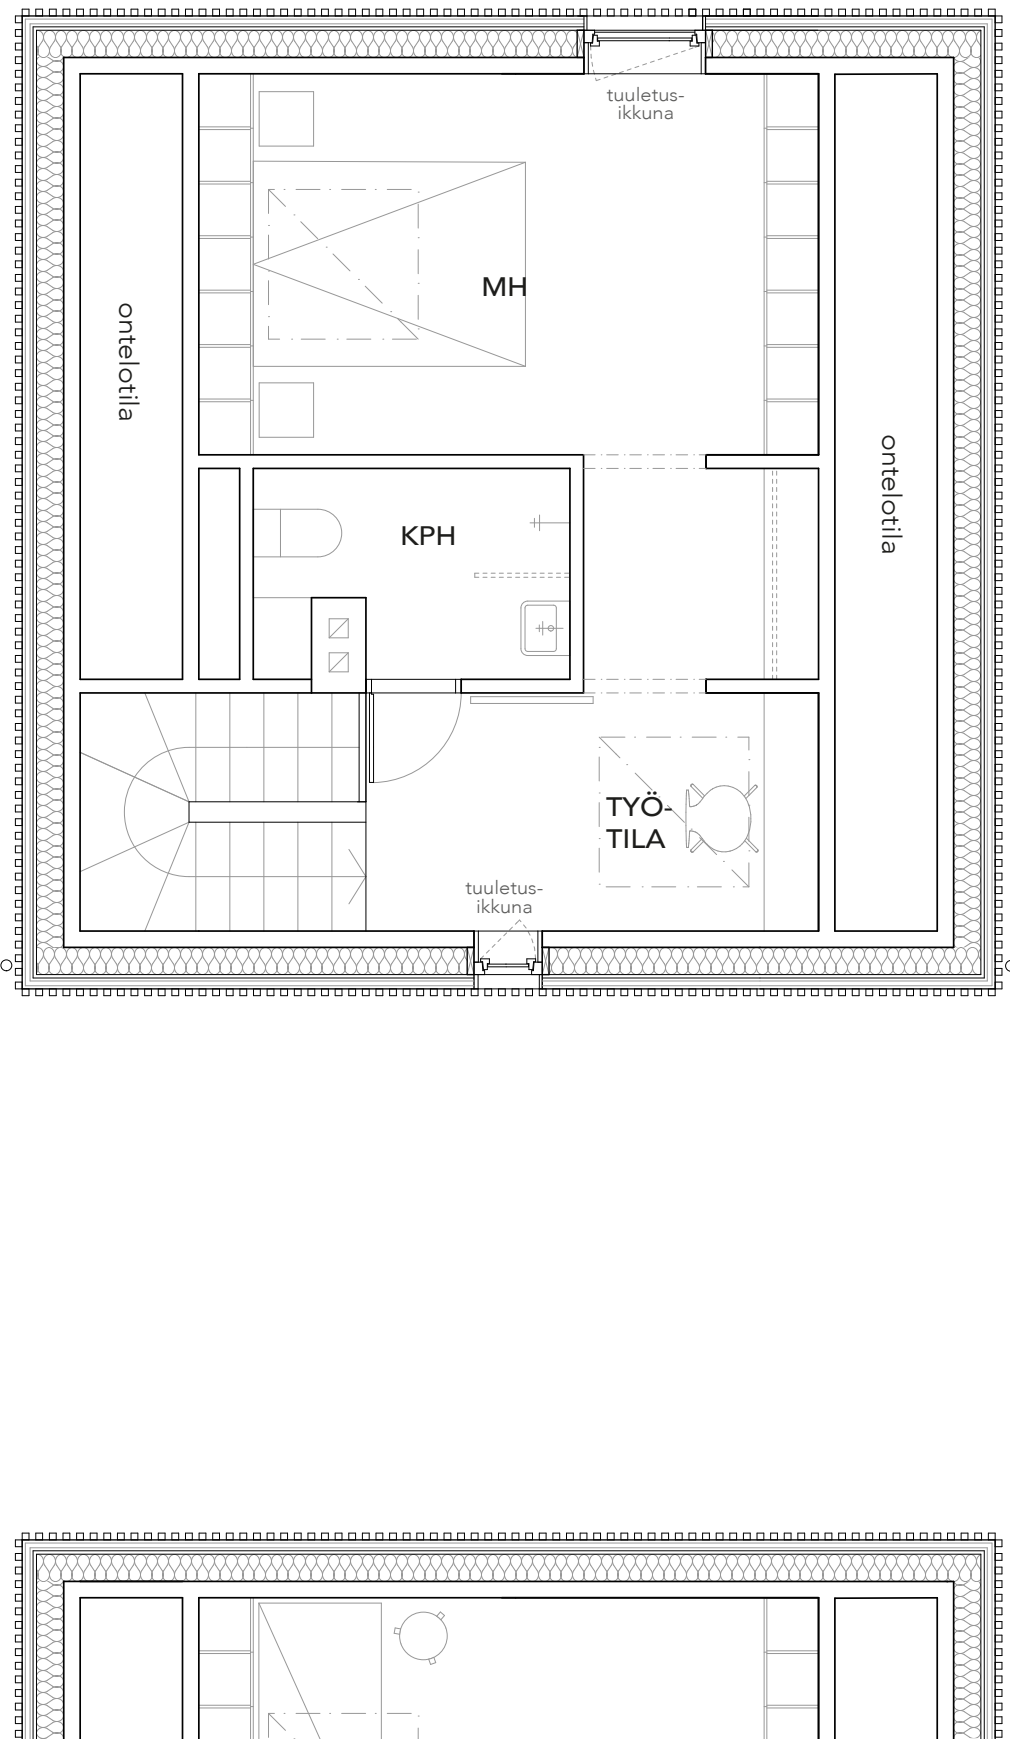 tuuletus-
ikkuna
MH
ontelotila
ontelotila
KPH
TYÖ-
TILA
tuuletus-
ikkuna